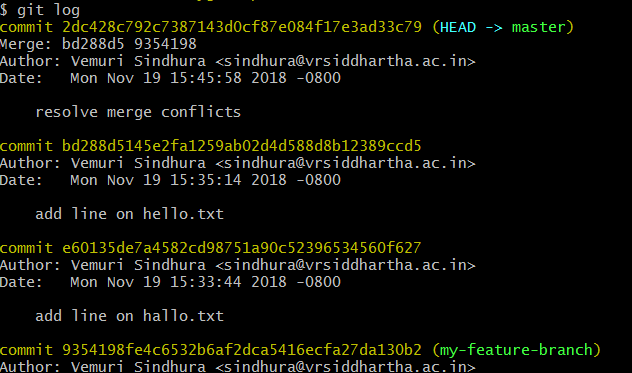 $ git log
commit 2dc428c792c7387143d0cf87e084f17e3ad33c79 (HEAD -> master)
Merge: bd288d5 9354198
Author: Vemuri Sindhura <sindhura@vrsiddhartha.ac.in>
Date:   Mon Nov 19 15:45:58 2018 -0800
    resolve merge conflicts
commit bd288d5145e2fa1259ab02d4d588d8b12389ccd5
Author: Vemuri Sindhura <sindhura@vrsiddhartha.ac.in>
Date:   Mon Nov 19 15:35:14 2018 -0800
    add line on hello.txt
commit e60135de7a4582cd98751a90c52396534560f627
Author: Vemuri Sindhura <sindhura@vrsiddhartha.ac.in>
Date:   Mon Nov 19 15:33:44 2018 -0800
    add line on hallo.txt
commit 9354198fe4c6532b6af2dca5416ecfa27da130b2 (my-feature-branch)
Author: Vemuri Sindhura <sindhura@vrsiddhartha.ac.in>